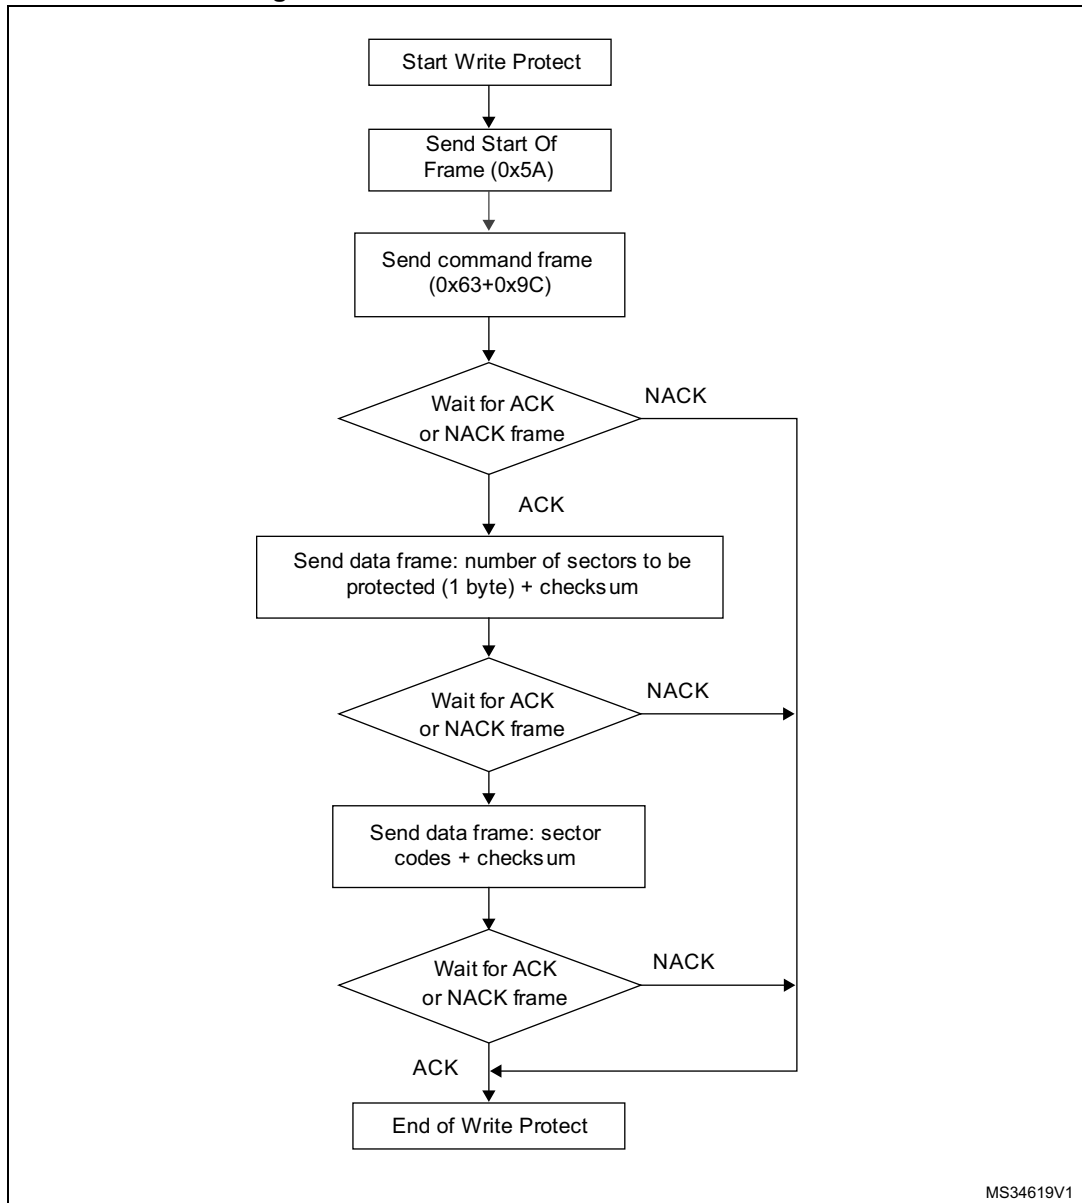 Start Write Protect
Send Start Of
Frame (0x5A)
Send command frame
(0x63+0x9C)
Wait for ACK
or NACK frame
NACK
ACK
Send data frame: number of sectors to be
protected (1 byte) + checksum
Wait for ACK
or NACK frame
NACK
Send data frame: sector
codes + checksum
Wait for ACK
or NACK frame
NACK
ACK
End of Write Protect
MS34619V1